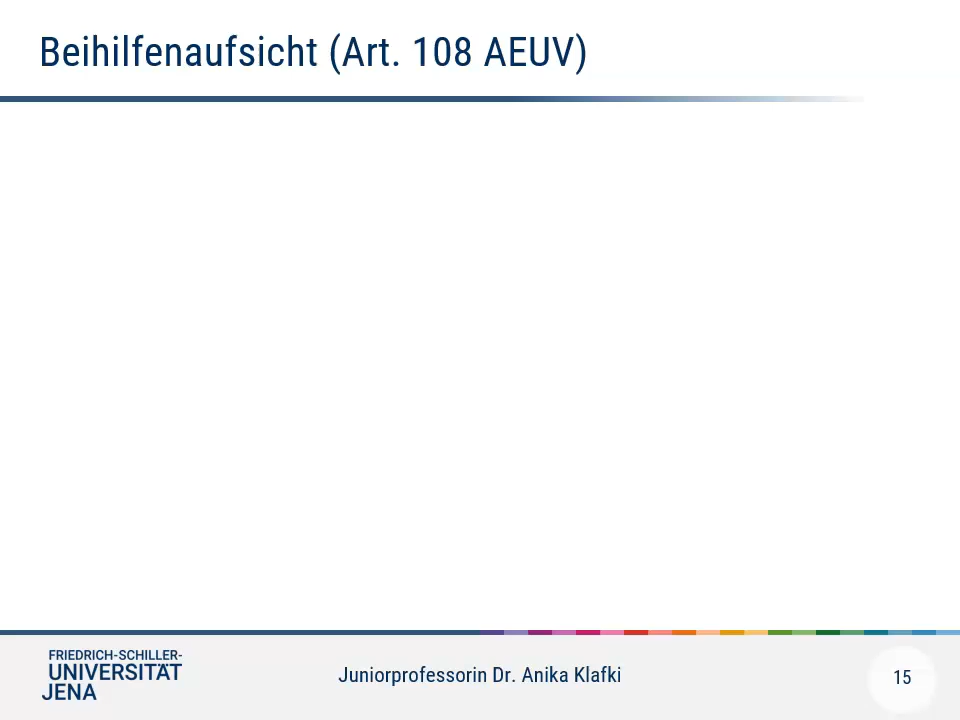 Beihilfenaufsicht (Art. 108 AEUV)
FRIEDRICH-SCHILLER-
UNIVERSITÄT
JENA
Juniorprofessorin Dr. Anika Klafki
15